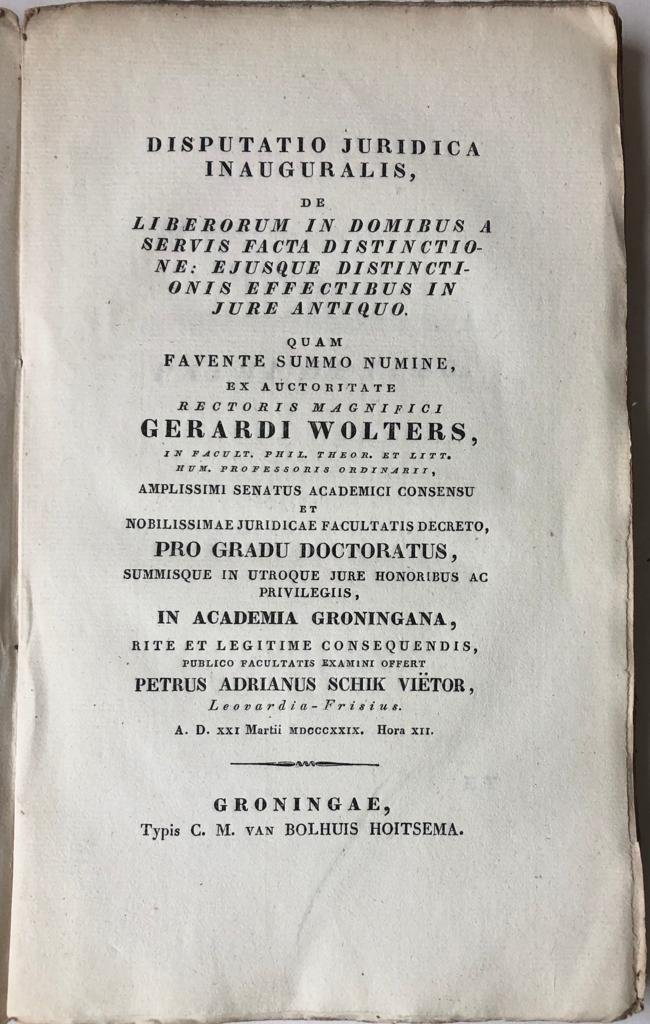 DISPUTATIO JURIDICA
INAUGURALIS,
DE
LIBERORUM IN DOMIBUS A
SERVIS FACTA DISTINCTIO-
NE: EJUSQUE DISTINCTI-
ONIS EFFECTIBUS IN
JURE ANTIQUO.
QUAM
FAVENTE SUMMO NUMINE,
EX AUCTORITATE
RECTORIS MAGNIFICI
GERARDI WOLTERS,
IN FACULT. PHIL. THEOR. ET LITT.
HUM. PROFESSORIS ORDINARII,
AMPLISSIMI SENATUS ACADEMICI CONSENSU
ET
NOBILISSIMAE JURIDICAE FACULTATIS DECRETO,
PRO GRADU DOCTORATUS,
SUMMISQUE IN UTROQUE JURE HONORIBUS AC
PRIVILEGIIS,
IN ACADEMIA GRONINGANA,
RITE ET LEGITIME CONSEQUENDIS,
PUBLICO FACULTATIS EXAMINI OFFERT
PETRUS ADRIANUS SCHIK VIËTOR,
Leovardia-Frisius.
A. D. XXI Martii MDCCCXXIX. Hora XII.
GRONINGAE,
Typis C. M. VAN BOLHUIS HOITSEMA.